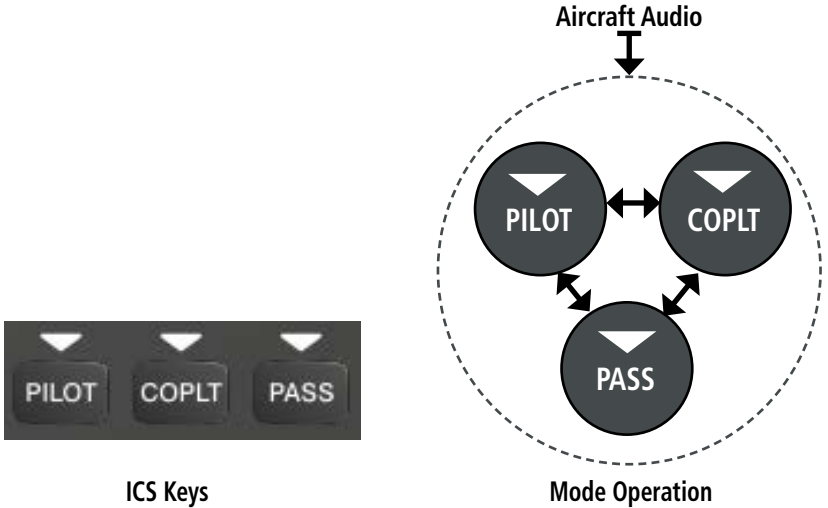 Aircraft Audio
PILOT COPLT
PASS
PILOT COPLT PASS
ICS Keys
Mode Operation